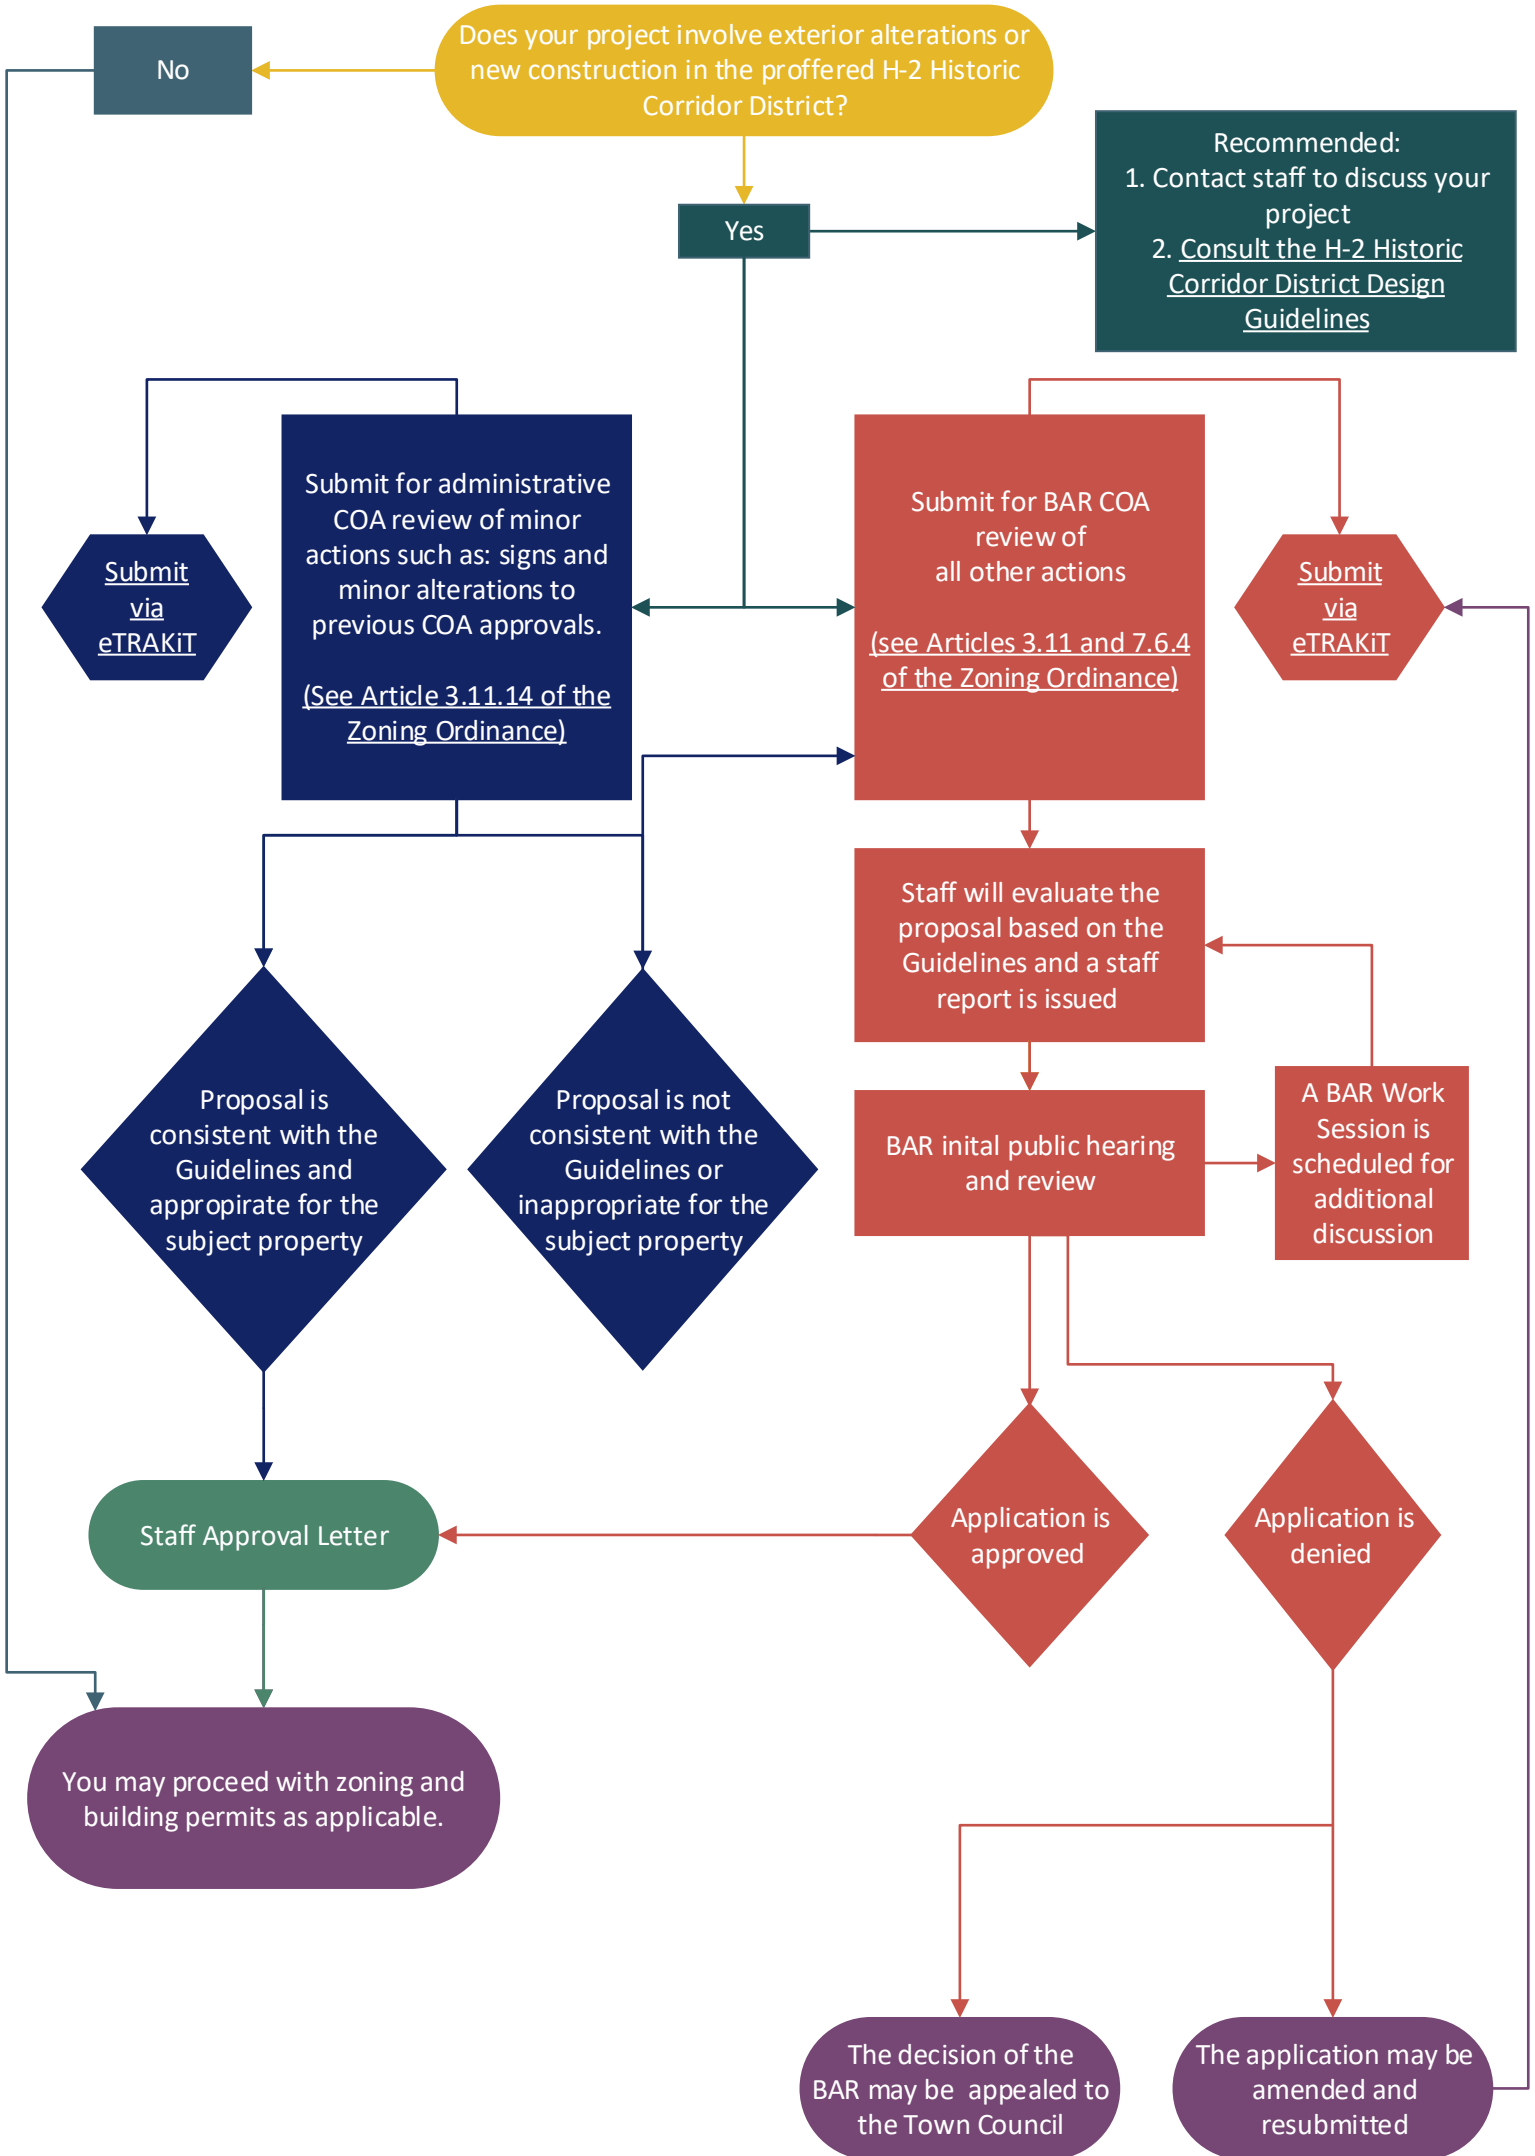 Does your project involve exterior alterations or
new construction in the proffered H-2 Historic
Corridor District?
No
Yes
Recommended:
1. Contact staff to discuss your
project
2. Consult the H-2 Historic
Corridor District Design
Guidelines
Submit for administrative
COA review of minor
actions such as: signs and
minor alterations to
previous COA approvals.
(See Article 3.11.14 of the
Zoning Ordinance)
Submit
via
eTRAKiT
Submit for BAR COA
review of
all other actions
(see Articles 3.11 and 7.6.4
of the Zoning Ordinance)
Submit
via
eTRAKiT
Staff will evaluate the
proposal based on the
Guidelines and a staff
report is issued
Proposal is
consistent with the
Guidelines and
appropirate for the
subject property
Proposal is not
consistent with the
Guidelines or
inappropriate for the
subject property
BAR inital public hearing
and review
A BAR Work
Session is
scheduled for
additional
discussion
Staff Approval Letter
Application is
approved
Application is
denied
You may proceed with zoning and
building permits as applicable.
The decision of the
BAR may be  appealed to
the Town Council
The application may be
amended and
resubmitted